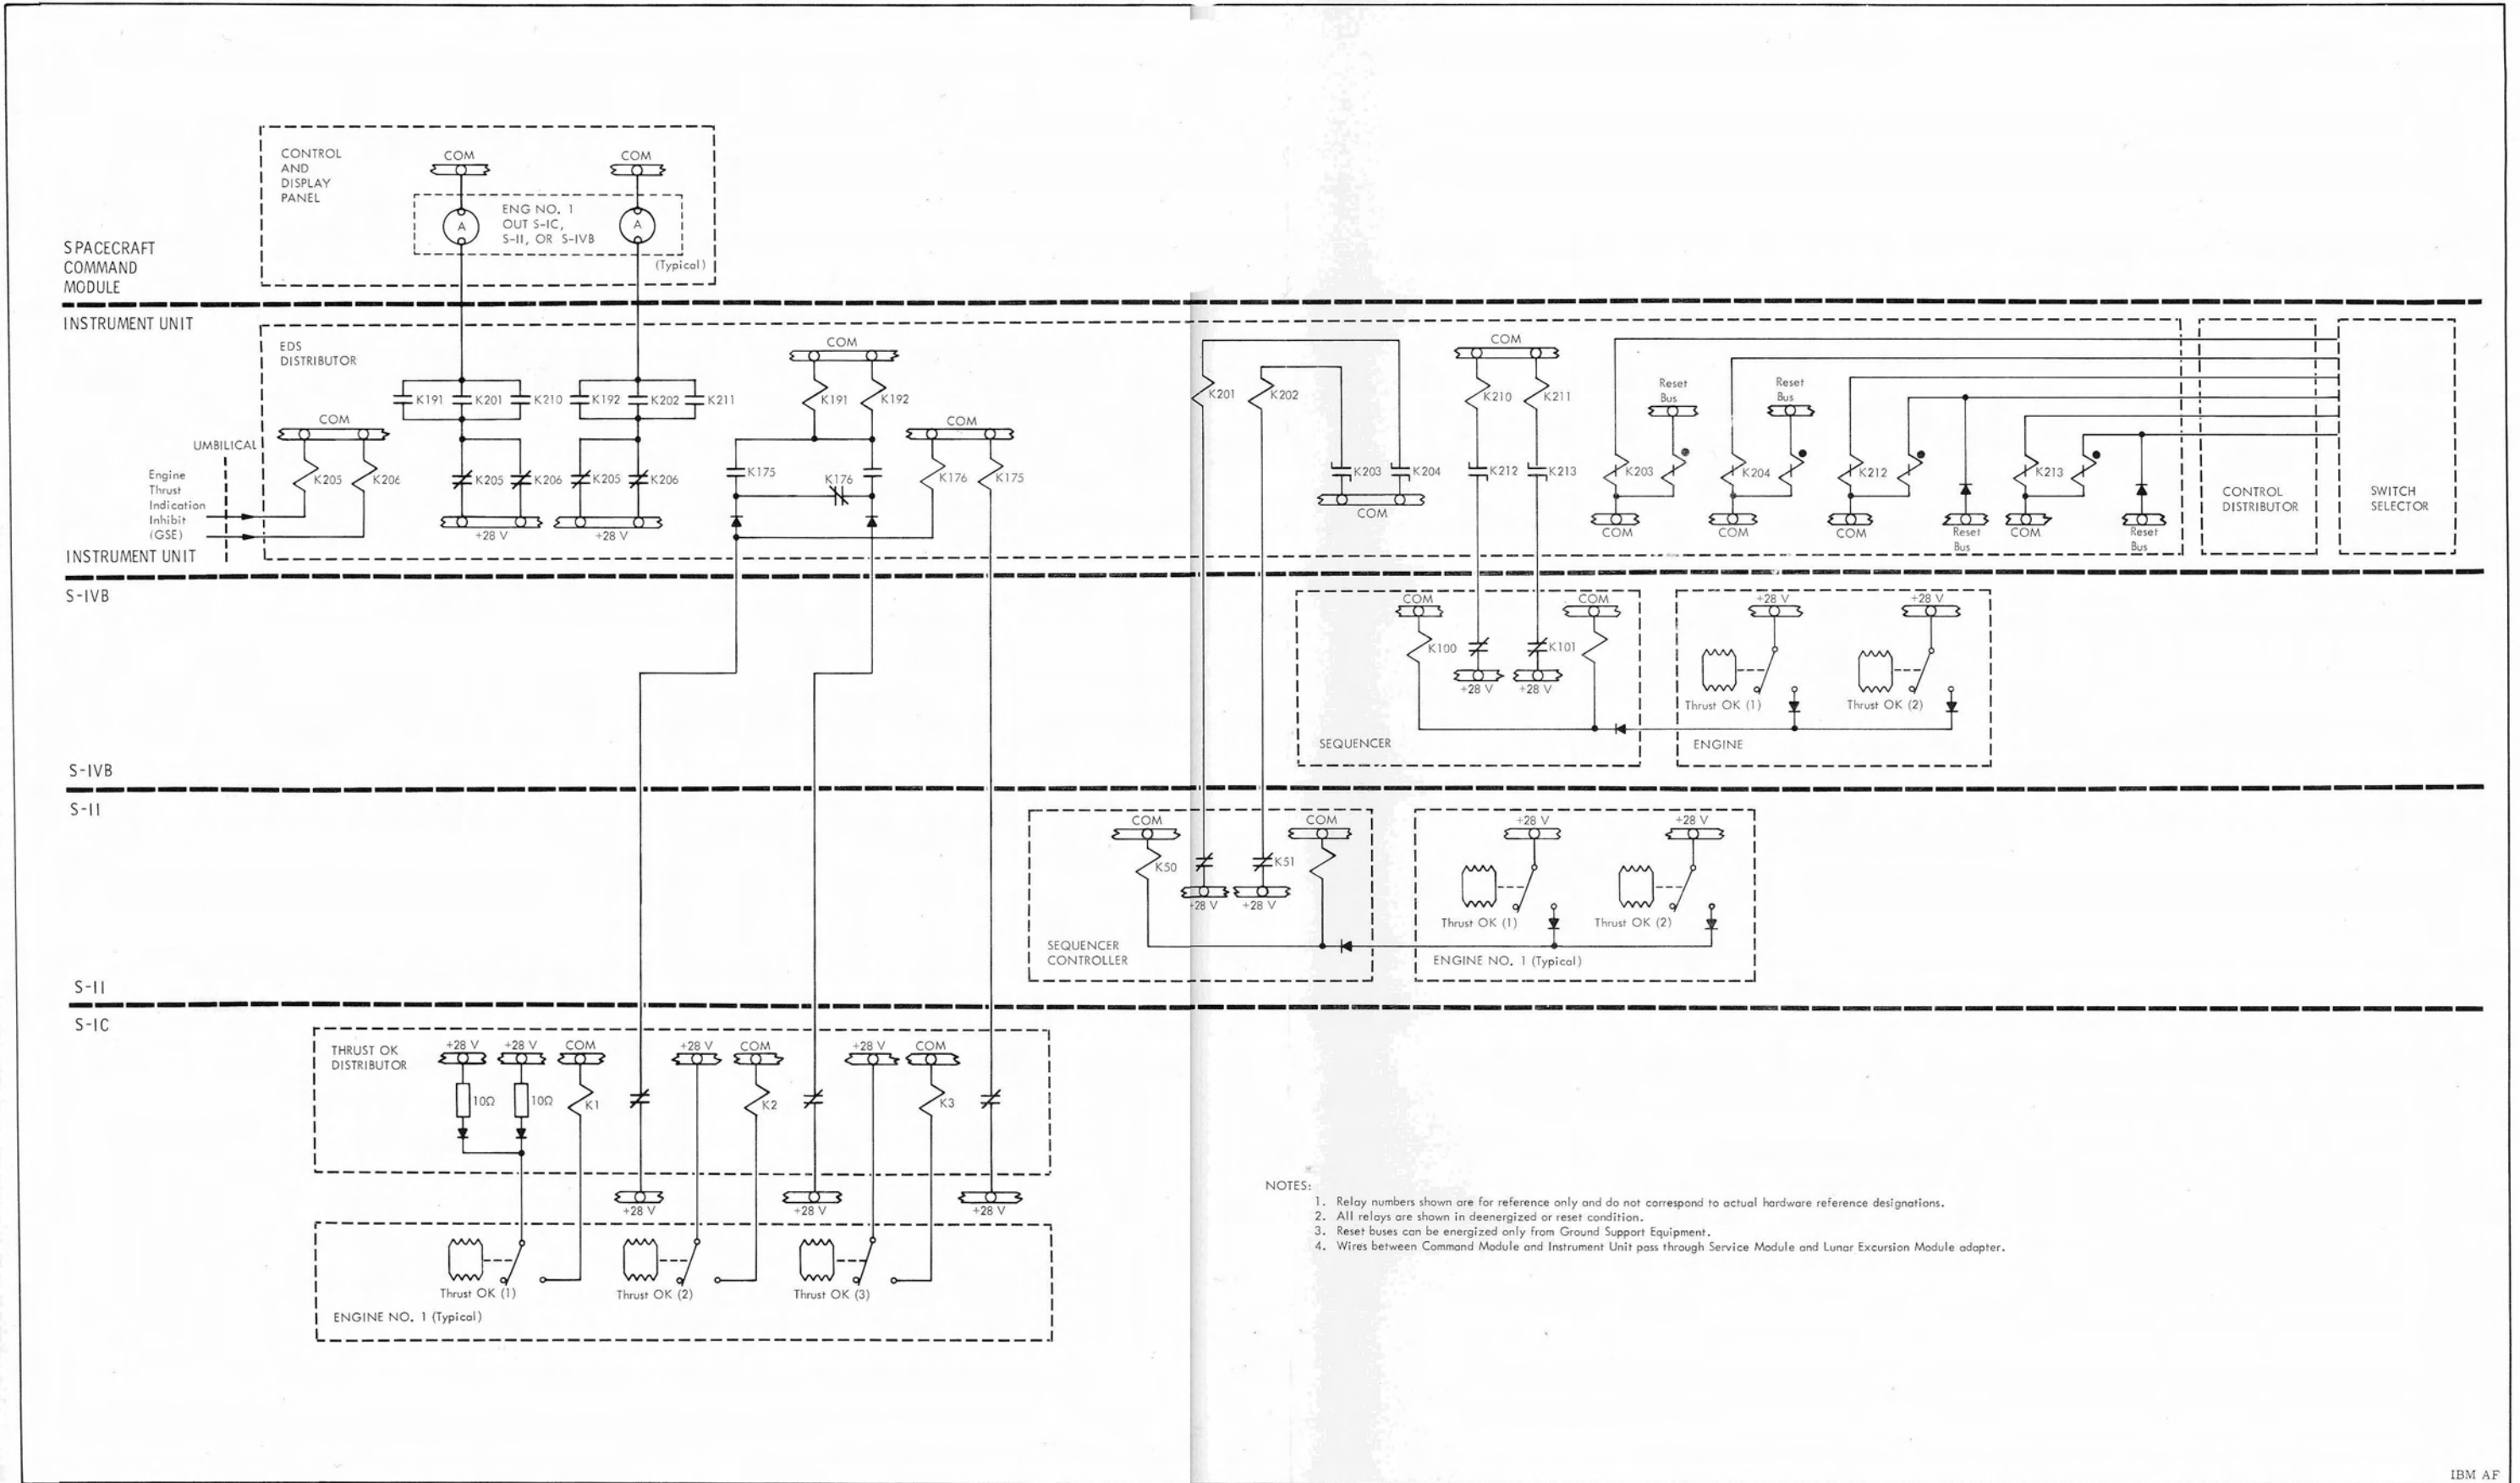 CONTROL
AND
DISPLAY
PANEL
COM
COM
A
A
ENG NO. 1
OUT S-IC,
S-II, OR S-IVB
(Typical)
SPACECRAFT
COMMAND
MODULE
INSTRUMENT UNIT
EDS
DISTRIBUTOR
COM
K191
K201
K210
K192
K202
K211
K191
K192
COM
COM
UMBILICAL
Engine
Thrust
Indication
Inhibit
(GSE)
K205
K206
K205
K206
K205
K206
+28 V
+28 V
K175
K176
K176
K175
K201
K202
K203
K204
COM
COM
K210
K211
K212
K213
Reset
Bus
Reset
Bus
K203
K204
K212
K213
COM
COM
COM
Reset
Bus
COM
Reset
Bus
CONTROL
DISTRIBUTOR
SWITCH
SELECTOR
INSTRUMENT UNIT
S-IVB
COM
COM
K100
K101
+28 V
+28 V
SEQUENCER
+28 V
+28 V
Thrust OK (1)
Thrust OK (2)
ENGINE
S-IVB
S-II
COM
COM
K50
K51
+28 V
+28 V
SEQUENCER
CONTROLLER
+28 V
+28 V
Thrust OK (1)
Thrust OK (2)
ENGINE NO. 1 (Typical)
S-II
S-IC
THRUST OK
DISTRIBUTOR
+28 V
+28 V
COM
+28 V
COM
+28 V
COM
10Ω
10Ω
K1
K2
K3
+28 V
+28 V
+28 V
Thrust OK (1)
Thrust OK (2)
Thrust OK (3)
ENGINE NO. 1 (Typical)
NOTES:
1. Relay numbers shown are for reference only and do not correspond to actual hardware reference designations.
2. All relays are shown in deenergized or reset condition.
3. Reset buses can be energized only from Ground Support Equipment.
4. Wires between Command Module and Instrument Unit pass through Service Module and Lunar Excursion Module adapter.
IBM AF